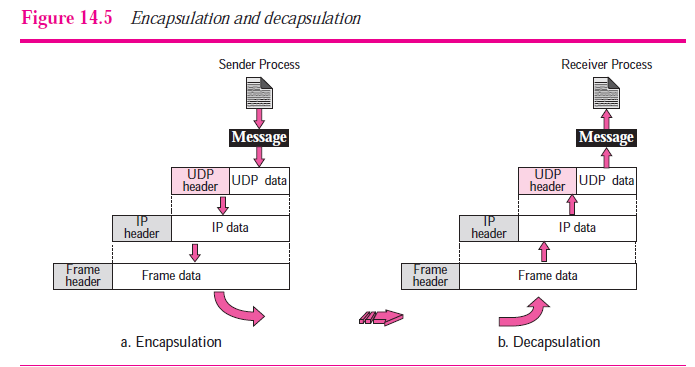 Figure 14.5 Encapsulation and decapsulation
Sender Process
Message
UDP
header
UDP data
IP
header
IP data
Frame
header
Frame data
a. Encapsulation
Receiver Process
Message
UDP
header
UDP data
IP
header
IP data
Frame
header
Frame data
b. Decapsulation